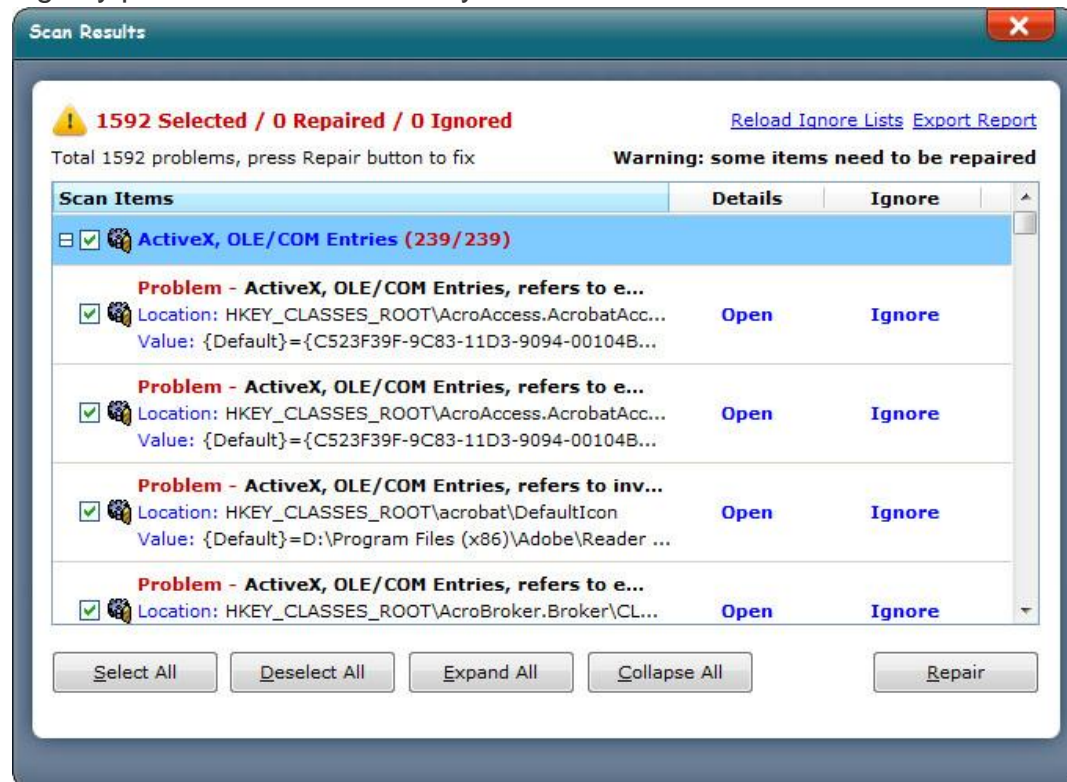 Scan Results
1592 Selected / 0 Repaired / 0 Ignored Reload Ignore Lists Export Report
Total 1592 problems, press Repair button to fix Warning: some items need to be repaired
Scan Items Details Ignore
ActiveX, OLE/COM Entries (239/239)
Problem - ActiveX, OLE/COM Entries, refers to e...
Location: HKEY_CLASSES_ROOT\AcroAccess.AcrobatAcc... Open Ignore
Value: {Default}={C523F39F-9C83-11D3-9094-00104B...
Problem - ActiveX, OLE/COM Entries, refers to e...
Location: HKEY_CLASSES_ROOT\AcroAccess.AcrobatAcc... Open Ignore
Value: {Default}={C523F39F-9C83-11D3-9094-00104B...
Problem - ActiveX, OLE/COM Entries, refers to inv...
Location: HKEY_CLASSES_ROOT\acrobat\DefaultIcon Open Ignore
Value: {Default}=D:\Program Files (x86)\Adobe\Reader ...
Problem - ActiveX, OLE/COM Entries, refers to e...
Location: HKEY_CLASSES_ROOT\AcroBroker.Broker\CL... Open Ignore
Select All Deselect All Expand All Collapse All Repair